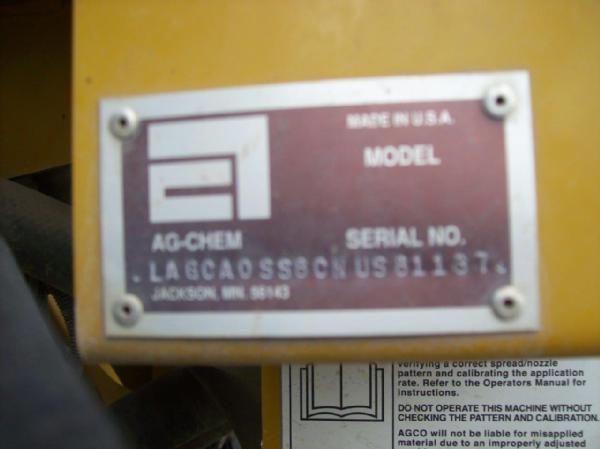 MADE IN U.S.A.
MODEL
AG-CHEM
SERIAL NO.
JACKSON, MN. 56143
verifying a correct spread/nozzle
pattern and calibrating the application
rate. Refer to the Operators Manual for
instructions.
DO NOT OPERATE THIS MACHINE WITHOUT
CHECKING THE PATTERN AND CALIBRATION.
AGCO will not be liable for misapplied
material due to an improperly adjusted